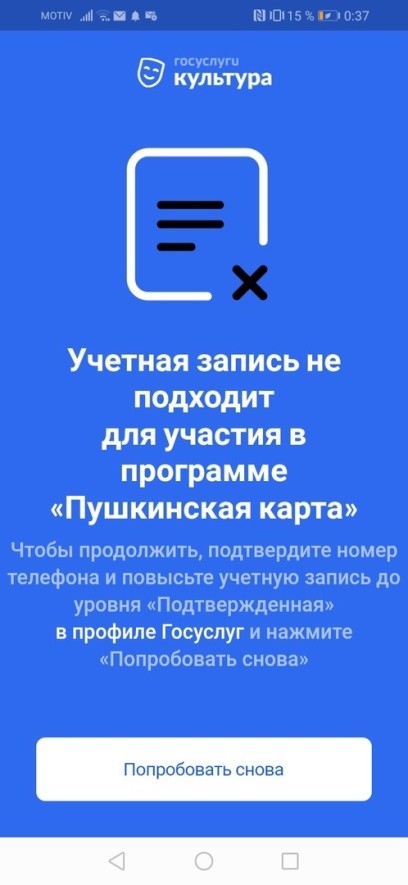 MOTIV 15 % 0:37
госуслуги
культура
Учетная запись не
подходит
для участия в
программе
«Пушкинская карта»
Чтобы продолжить, подтвердите номер
телефона и повысьте учетную запись до
уровня «Подтвержденная»
в профиле Госуслуг и нажмите
«Попробовать снова»
Попробовать снова